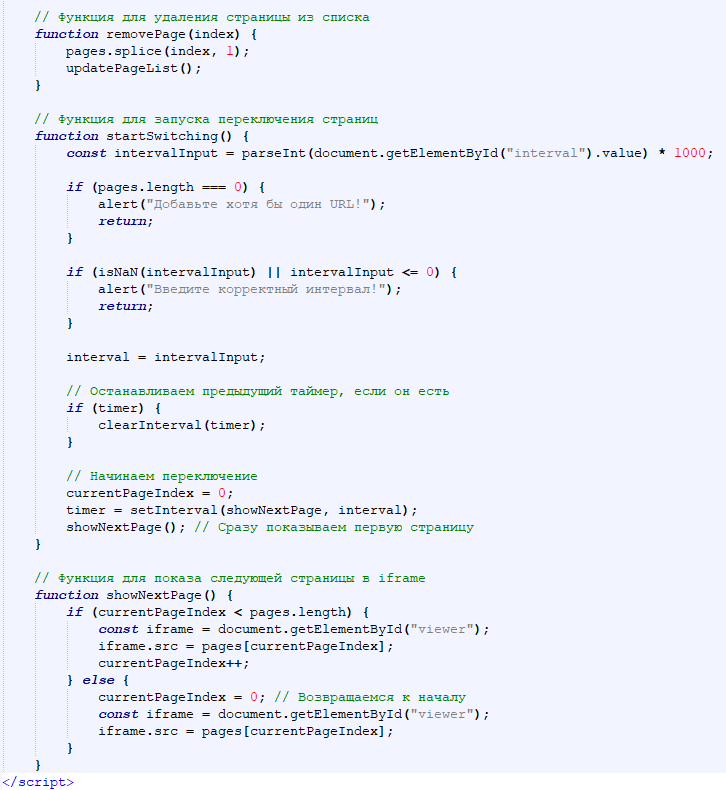 // Функция для удаления страницы из списка
function removePage(index) {
pages.splice(index, 1);
updatePageList();
}
// Функция для запуска переключения страниц
function startSwitching() {
const intervalInput = parseInt(document.getElementById("interval").value) * 1000;
if (pages.length === 0) {
alert("Добавьте хотя бы один URL!");
return;
}
if (isNaN(intervalInput) || intervalInput <= 0) {
alert("Введите корректный интервал!");
return;
}
interval = intervalInput;
// Останавливаем предыдущий таймер, если он есть
if (timer) {
clearInterval(timer);
}
// Начинаем переключение
currentPageIndex = 0;
timer = setInterval(showNextPage, interval);
showNextPage(); // Сразу показываем первую страницу
}
// Функция для показа следующей страницы в iframe
function showNextPage() {
if (currentPageIndex < pages.length) {
const iframe = document.getElementById("viewer");
iframe.src = pages[currentPageIndex];
currentPageIndex++;
} else {
currentPageIndex = 0; // Возвращаемся к началу
const iframe = document.getElementById("viewer");
iframe.src = pages[currentPageIndex];
}
}
</script>